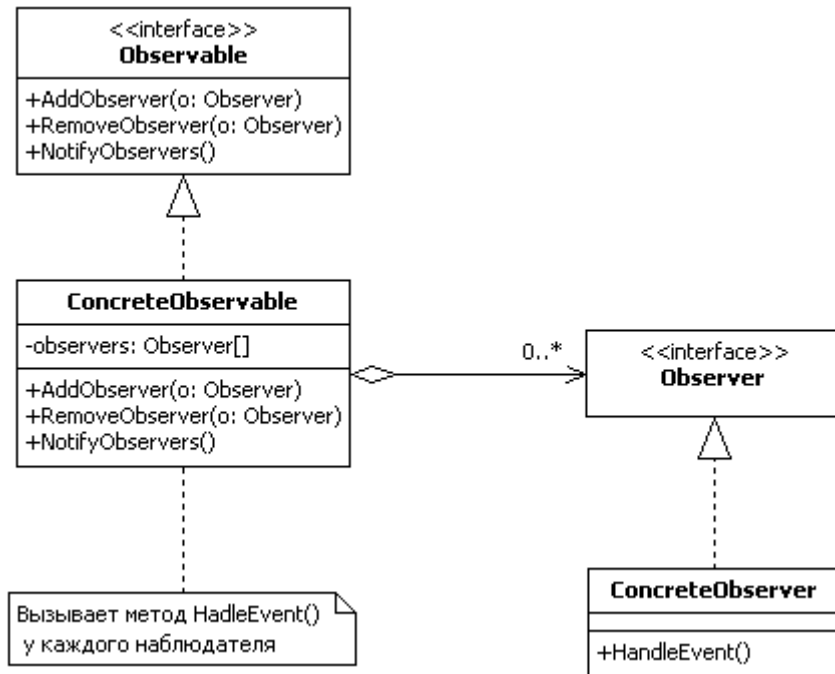 <<interface>>
Observable
+AddObserver(o: Observer)
+RemoveObserver(o: Observer)
+NotifyObservers()
ConcreteObservable
-observers: Observer[]
+AddObserver(o: Observer)
+RemoveObserver(o: Observer)
+NotifyObservers()
0..*
<<interface>>
Observer
Вызывает метод HadleEvent()
у каждого наблюдателя
ConcreteObserver
+HandleEvent()